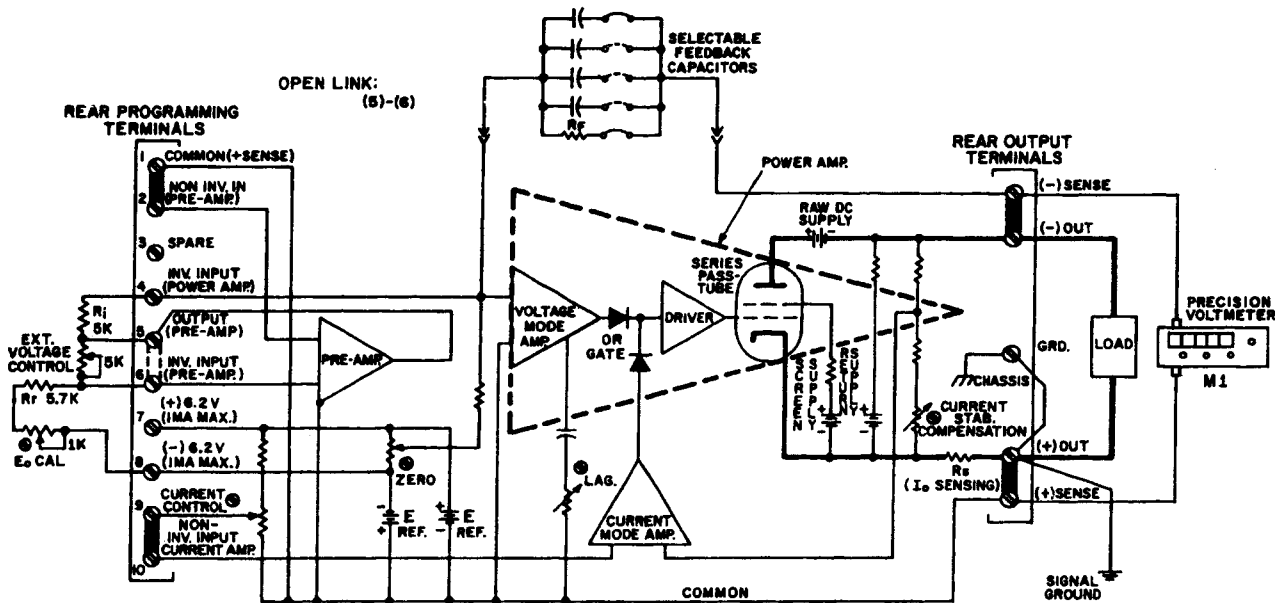 SELECTABLE
FEEDBACK
CAPACITORS
OPEN LINK:
(5)-(6)
RF
REAR PROGRAMMING
TERMINALS
REAR OUTPUT
TERMINALS
1
COMMON (+SENSE)
NON INV. IN
(PRE-AMP.)
2
3
SPARE
INV. INPUT
(POWER AMP.)
4
Ri
5K
5
OUTPUT
(PRE-AMP)
EXT.
VOLTAGE
CONTROL
5K
6
INV. INPUT
(PRE-AMP.)
Rr 5.7K
7
(+) 6.2 V
(IMA MAX.)
1K
Eo CAL
8
(-) 6.2 V
(IMA MAX.)
9
CURRENT
CONTROL
NON-
INV. INPUT
CURRENT AMP.
10
PRE-AMP.
ZERO
- +
E
REF.
+ -
E
REF.
POWER AMP.
VOLTAGE
MODE
AMP.
OR
GATE
DRIVER
LAG.
CURRENT
MODE AMP.
RAW DC
SUPPLY
+ -
SERIES
PASS-
TUBE
SCREEN
SUPPLY
+ -
RETURN
SUPPLY
+ -
CURRENT
STAB.
COMPENSATION
Rs
(Io SENSING)
(-) SENSE
(-) OUT
GRD.
CHASSIS
(+) OUT
(+) SENSE
LOAD
PRECISION
VOLTMETER
M1
COMMON
SIGNAL
GROUND